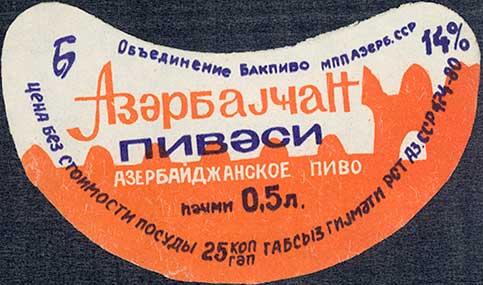 Б
Объединение Бакпиво МППАзерб.ССР
14%
Азәрбајҹан
ПИВӘСИ
АЗЕРБАЙДЖАНСКОЕ ПИВО
һәчми 0,5 л.
цена без стоимости посуды 25 коп гәп габсыз гијмәти РСТ АЗ.ССР 174-80